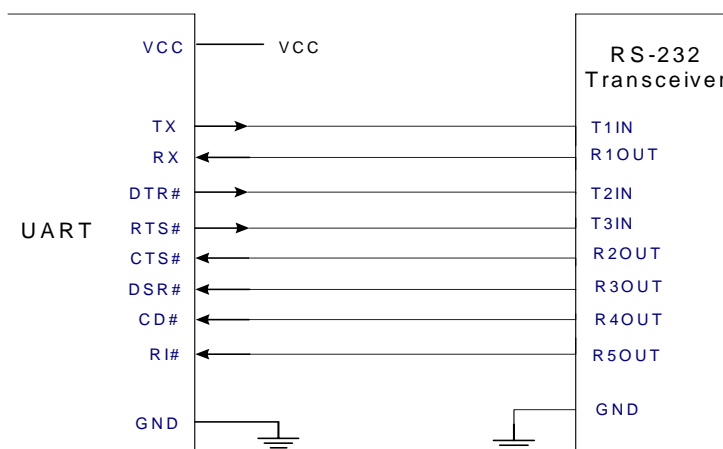 VCC VCC
RS-232
Transceiver
TX T1IN
RX R1OUT
DTR# T2IN
UART RTS# T3IN
CTS# R2OUT
DSR# R3OUT
CD# R4OUT
RI# R5OUT
GND GND